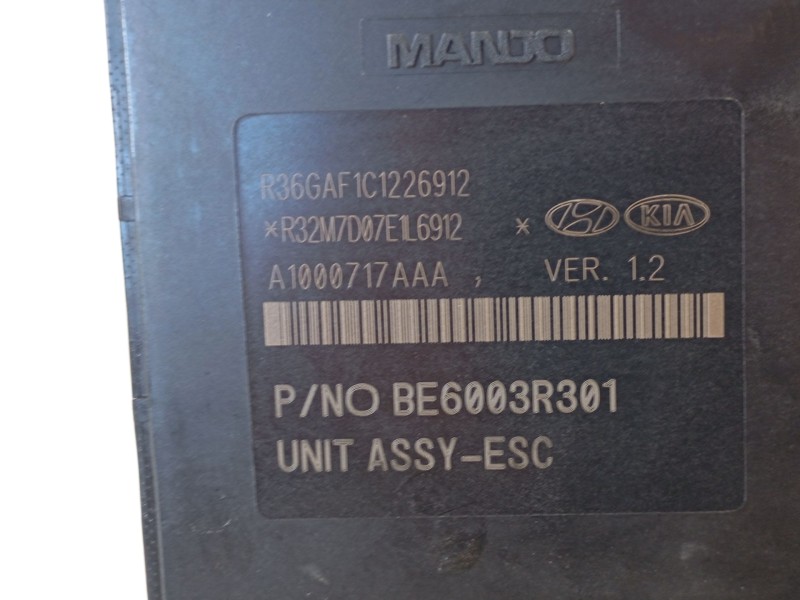 MANDO
R36GAF1C1226912
*R32M7D07E1L6912 *
KIA
A1000717AAA , VER. 1.2
P/NO BE6003R301
UNIT ASSY-ESC